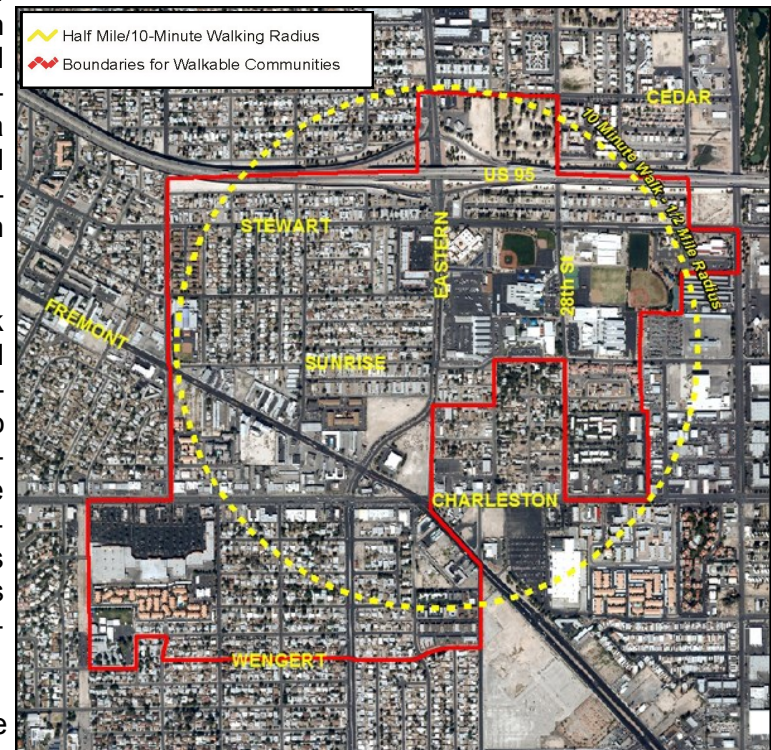 Half Mile/10-Minute Walking Radius
Boundaries for Walkable Communities
CEDAR
10 Minute Walk - 1/2 Mile Radius
US 95
STEWART
EASTERN
28th St
FREMONT
SUNRISE
CHARLESTON
WENGERT